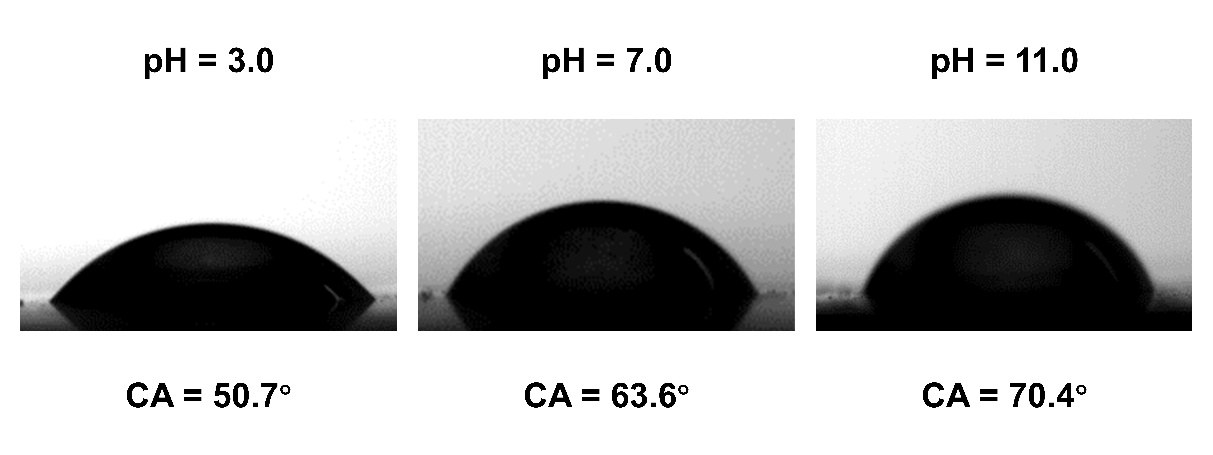 pH = 3.0 pH = 7.0 pH = 11.0
CA = 50.7° CA = 63.6° CA = 70.4°